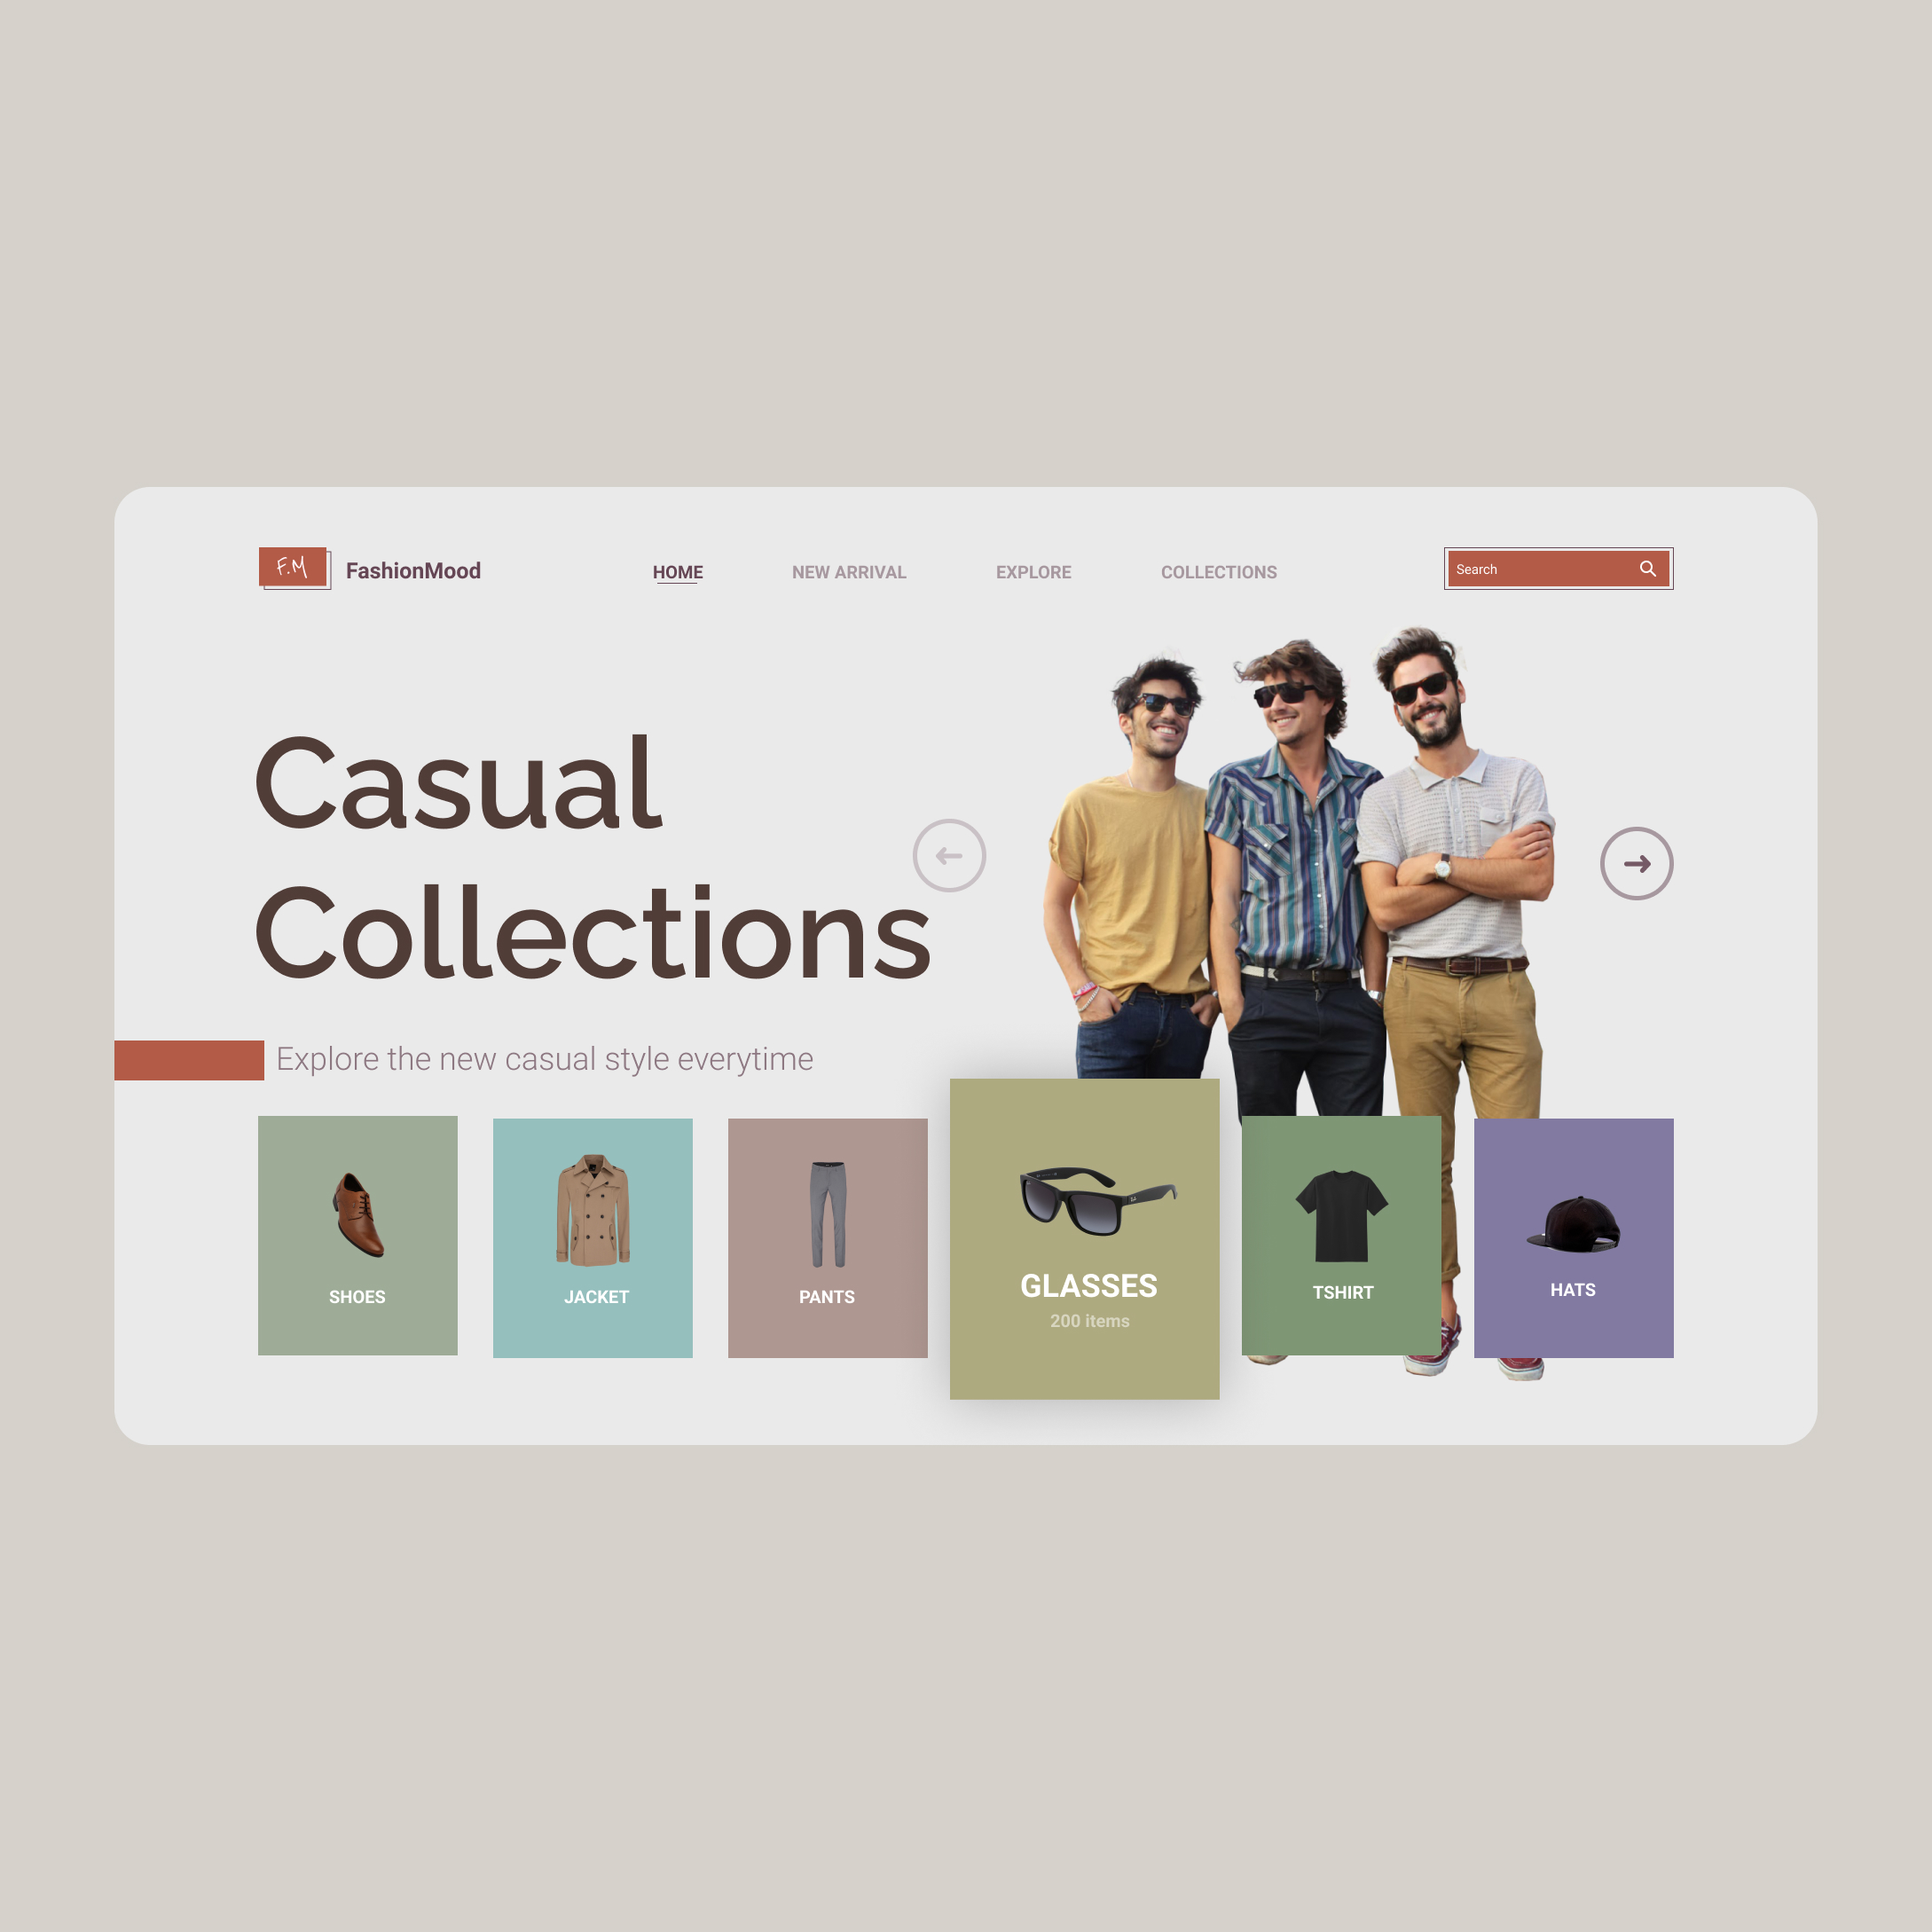 F.M
FashionMood
HOME
NEW ARRIVAL
EXPLORE
COLLECTIONS
Search
Casual
Collections
Explore the new casual style everytime
SHOES
JACKET
PANTS
GLASSES
200 items
TSHIRT
HATS